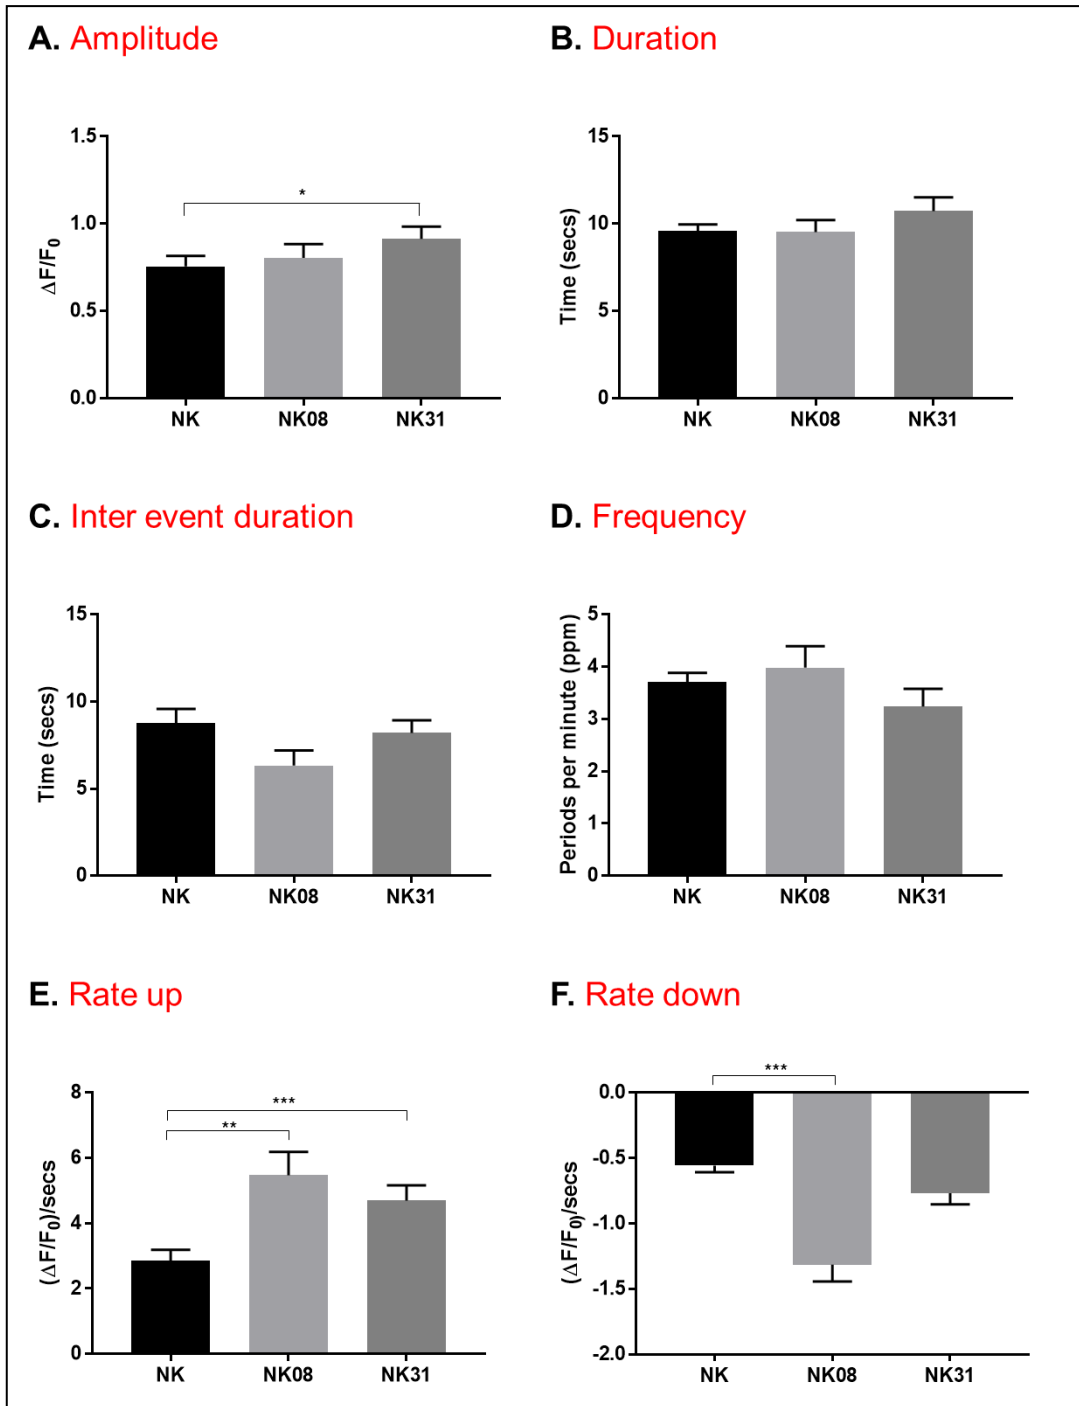 A. Amplitude
1.5
1.0
0.5
0.0
ΔF/F0
*
NK NK08 NK31
B. Duration
15
10
5
0
Time (secs)
NK NK08 NK31
C. Inter event duration
15
10
5
0
Time (secs)
NK NK08 NK31
D. Frequency
5
4
3
2
1
0
Periods per minute (ppm)
NK NK08 NK31
E. Rate up
8
6
4
2
0
(ΔF/F0)/secs
***
**
NK NK08 NK31
F. Rate down
0.0
-0.5
-1.0
-1.5
-2.0
(ΔF/F0)/secs
***
NK NK08 NK31